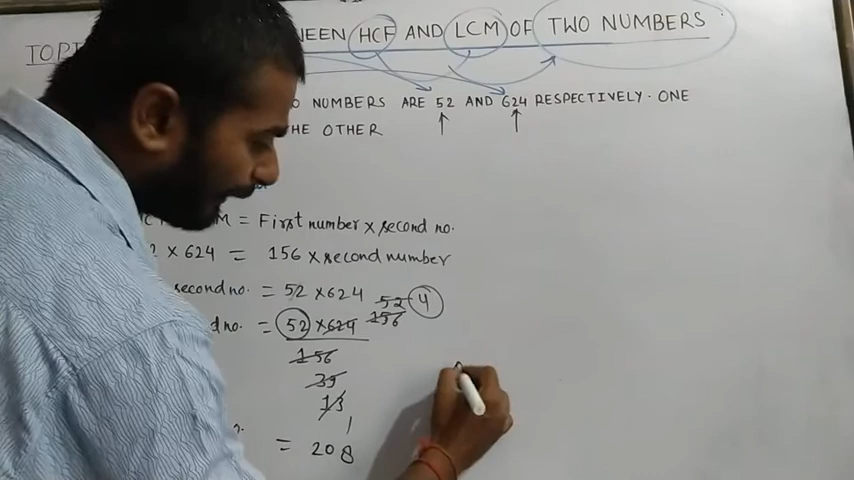 TOPI EEN HCF AND LCM OF TWO NUMBERS
O NUMBERS ARE 52 AND 624 RESPECTIVELY. ONE
HE OTHER
M = First number x second no.
2 x 624 = 156 x second number
second no. = 52 x 624
52 4
d no. = 52 x 624 156
156
39
13
1
= 208